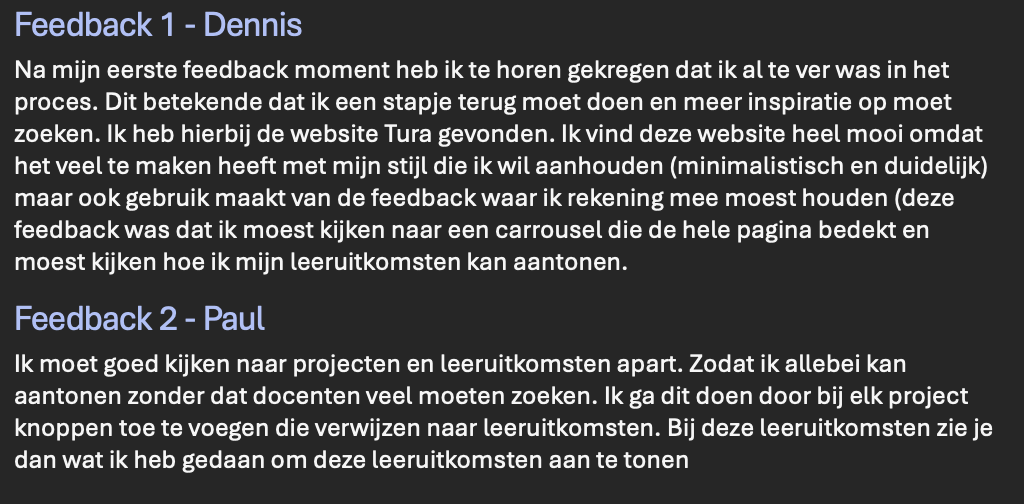 Feedback 1 - Dennis
Na mijn eerste feedback moment heb ik te horen gekregen dat ik al te ver was in het
proces. Dit betekende dat ik een stapje terug moet doen en meer inspiratie op moet
zoeken. Ik heb hierbij de website Tura gevonden. Ik vind deze website heel mooi omdat
het veel te maken heeft met mijn stijl die ik wil aanhouden (minimalistisch en duidelijk)
maar ook gebruik maakt van de feedback waar ik rekening mee moest houden (deze
feedback was dat ik moest kijken naar een carrousel die de hele pagina bedekt en
moest kijken hoe ik mijn leeruitkomsten kan aantonen.
Feedback 2 - Paul
Ik moet goed kijken naar projecten en leeruitkomsten apart. Zodat ik allebei kan
aantonen zonder dat docenten veel moeten zoeken. Ik ga dit doen door bij elk project
knoppen toe te voegen die verwijzen naar leeruitkomsten. Bij deze leeruitkomsten zie je
dan wat ik heb gedaan om deze leeruitkomsten aan te tonen